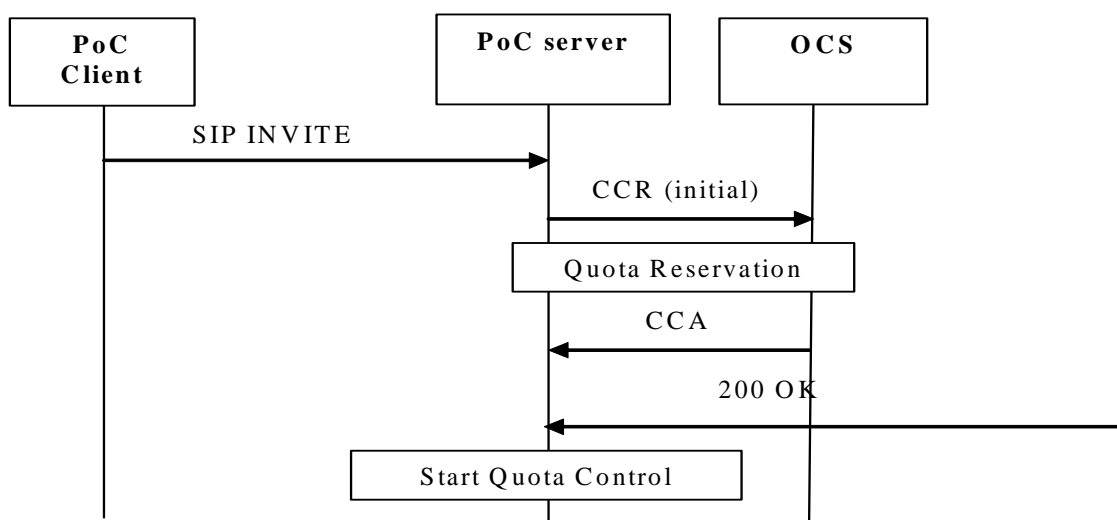 PoC
Client
PoC server
OCS
SIP INVITE
CCR (initial)
Quota Reservation
CCA
200 OK
Start Quota Control